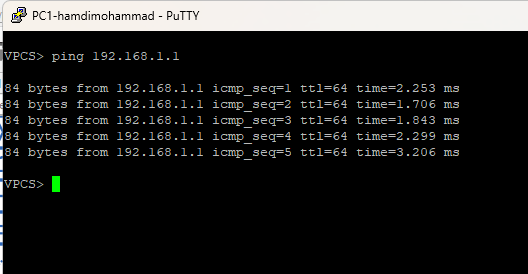 PC1-hamdimohammad - PuTTY
VPCS> ping 192.168.1.1
84 bytes from 192.168.1.1 icmp_seq=1 ttl=64 time=2.253 ms
84 bytes from 192.168.1.1 icmp_seq=2 ttl=64 time=1.706 ms
84 bytes from 192.168.1.1 icmp_seq=3 ttl=64 time=1.843 ms
84 bytes from 192.168.1.1 icmp_seq=4 ttl=64 time=2.299 ms
84 bytes from 192.168.1.1 icmp_seq=5 ttl=64 time=3.206 ms
VPCS>